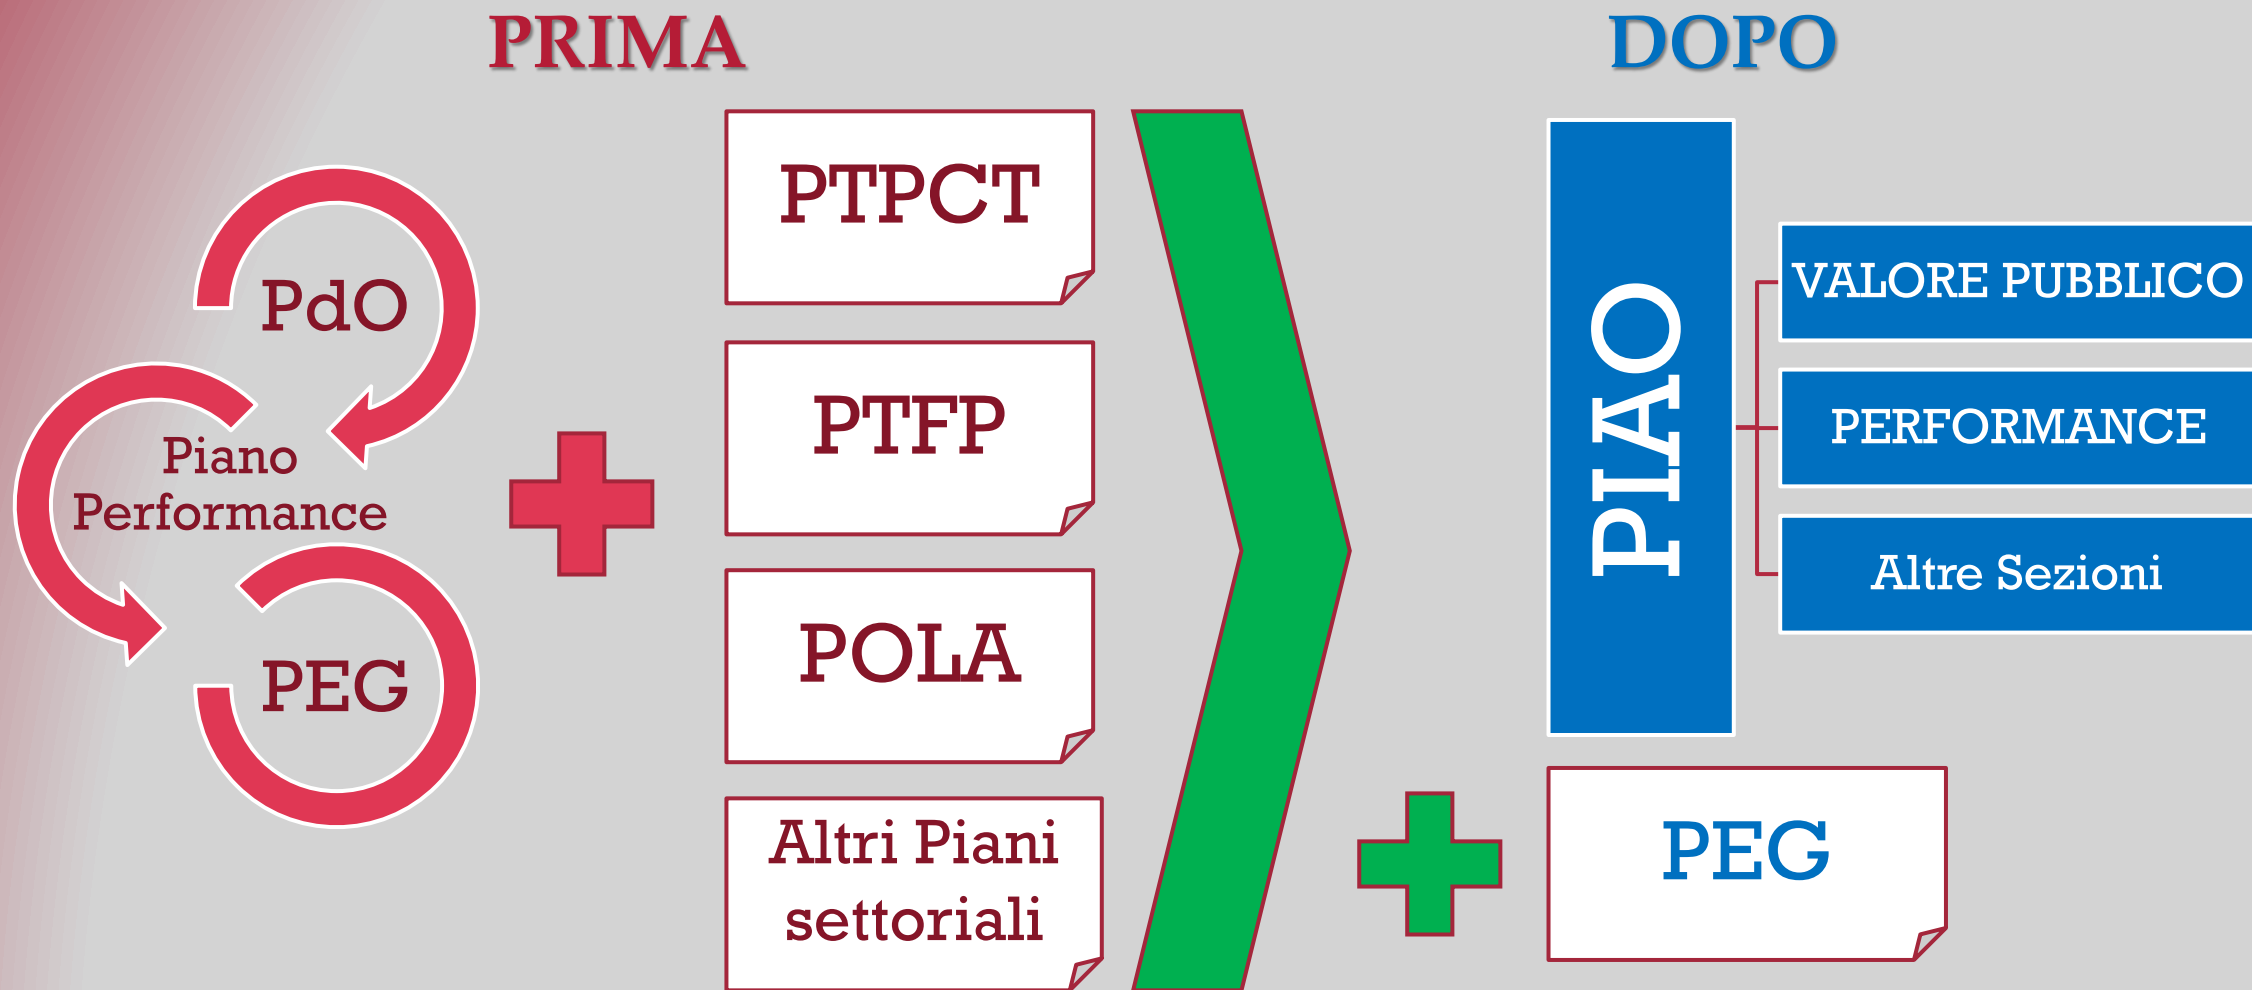 PRIMA
PdO
Piano
Performance
PEG
PTPCT
PTFP
POLA
Altri Piani
settoriali
DOPO
PIAO
VALORE PUBBLICO
PERFORMANCE
Altre Sezioni
PEG